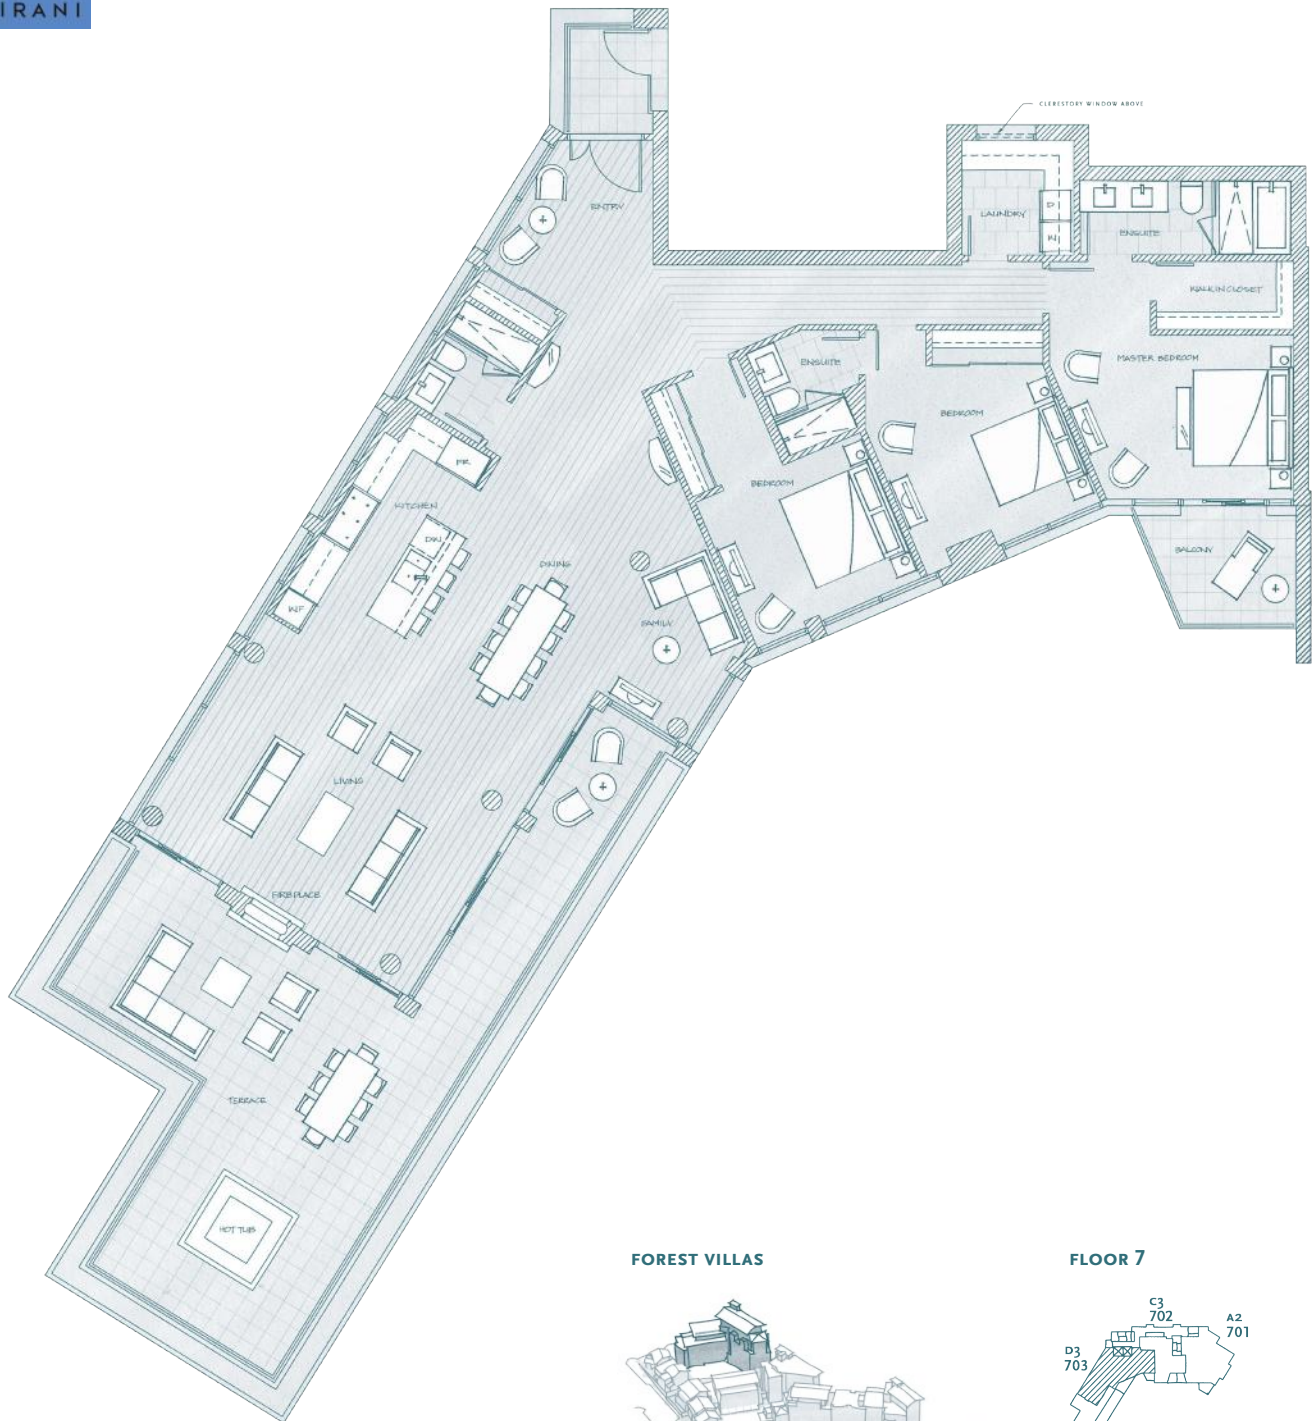 IRANI
CLERESTORY WINDOW ABOVE
ENTRY
LAUNDRY
D
W
ENSUITE
WALK IN CLOSET
MASTER BEDROOM
ENSUITE
BEDROOM
BEDROOM
FR
KITCHEN
DW
DINING
BALCONY
WF
FAMILY
LIVING
FIREPLACE
TERRACE
HOT TUB
FOREST VILLAS
FLOOR 7
C3
702
A2
701
D3
703